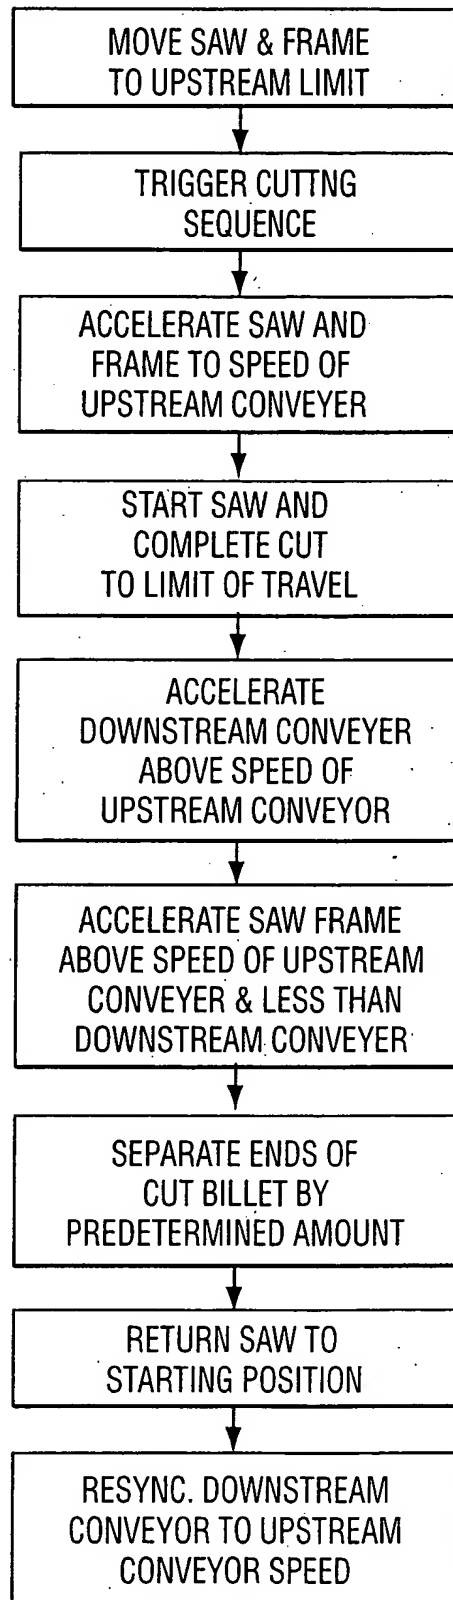 MOVE SAW & FRAME
TO UPSTREAM LIMIT
TRIGGER CUTTNG
SEQUENCE
ACCELERATE SAW AND
FRAME TO SPEED OF
UPSTREAM CONVEYER
START SAW AND
COMPLETE CUT
TO LIMIT OF TRAVEL
ACCELERATE
DOWNSTREAM CONVEYER
ABOVE SPEED OF
UPSTREAM CONVEYOR
ACCELERATE SAW FRAME
ABOVE SPEED OF UPSTREAM
CONVEYER & LESS THAN
DOWNSTREAM CONVEYER
SEPARATE ENDS OF
CUT BILLET BY
PREDETERMINED AMOUNT
RETURN SAW TO
STARTING POSITION
RESYNC. DOWNSTREAM
CONVEYOR TO UPSTREAM
CONVEYOR SPEED